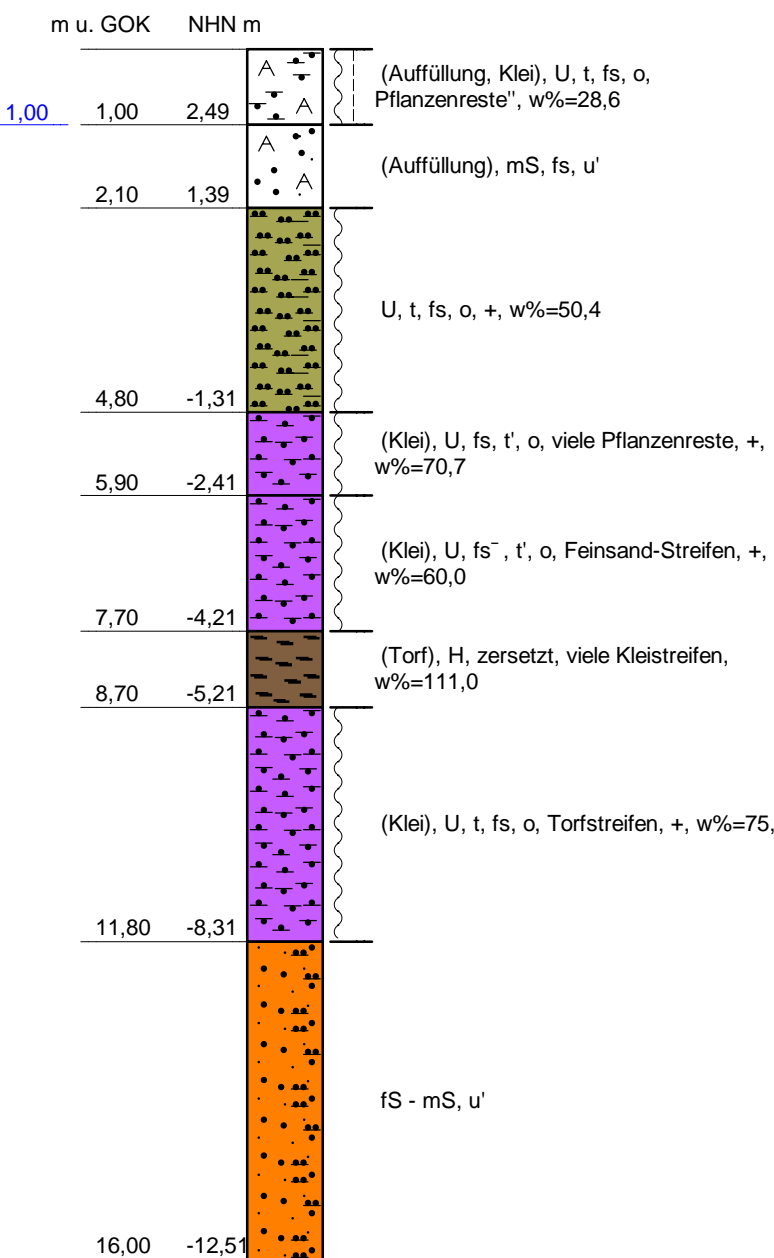 m u. GOK NHN m
(Auffüllung, Klei), U, t, fs, o,
Pflanzenreste'', w%=28,6
1,00 1,00 2,49
(Auffüllung), mS, fs, u'
2,10 1,39
U, t, fs, o, +, w%=50,4
4,80 -1,31
(Klei), U, fs, t', o, viele Pflanzenreste, +,
w%=70,7
5,90 -2,41
(Klei), U, fs‾, t', o, Feinsand-Streifen, +,
w%=60,0
7,70 -4,21
(Torf), H, zersetzt, viele Kleistreifen,
w%=111,0
8,70 -5,21
(Klei), U, t, fs, o, Torfstreifen, +, w%=75,
11,80 -8,31
fS - mS, u'
16,00 -12,51